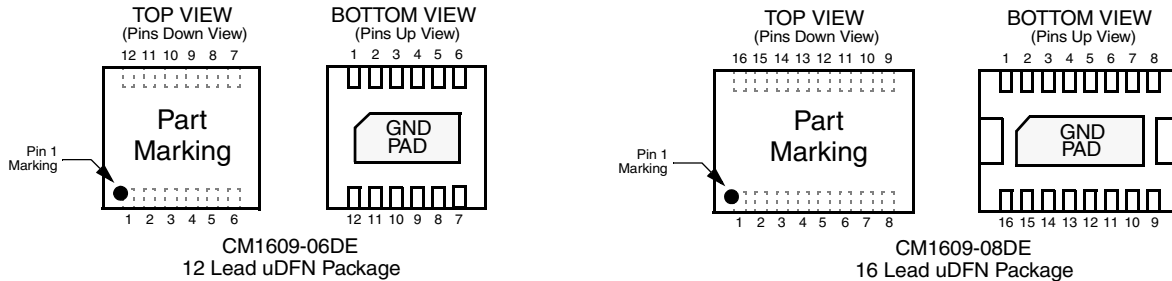 TOP VIEW
(Pins Down View)
12 11 10 9 8 7
Part
Marking
Pin 1
Marking
1 2 3 4 5 6
BOTTOM VIEW
(Pins Up View)
1 2 3 4 5 6
GND
PAD
12 11 10 9 8 7
CM1609-06DE
12 Lead uDFN Package
TOP VIEW
(Pins Down View)
16 15 14 13 12 11 10 9
Part
Marking
Pin 1
Marking
1 2 3 4 5 6 7 8
BOTTOM VIEW
(Pins Up View)
1 2 3 4 5 6 7 8
GND
PAD
16 15 14 13 12 11 10 9
CM1609-08DE
16 Lead uDFN Package